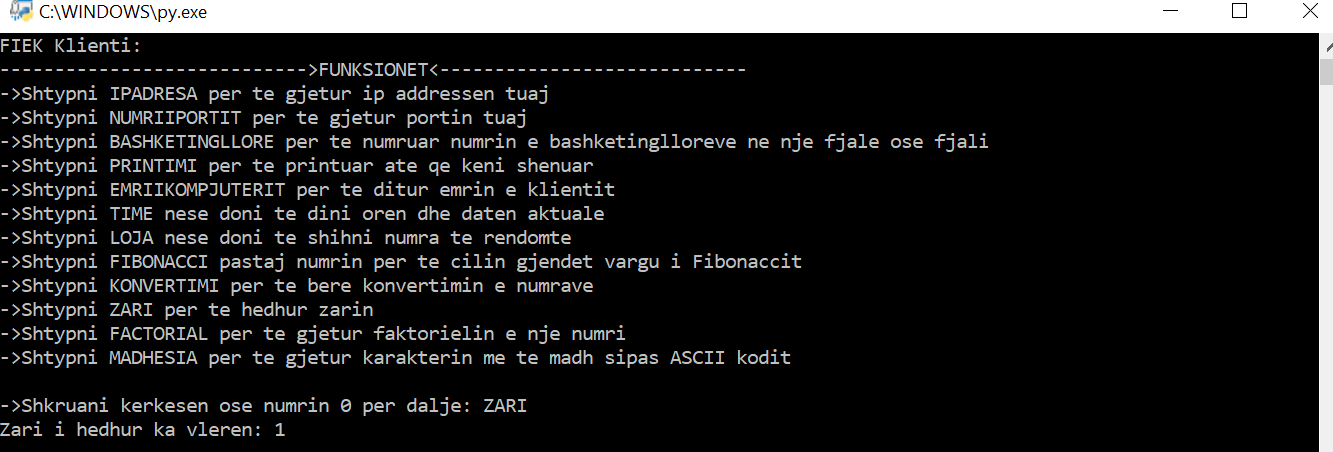 C:\WINDOWS\py.exe
FIEK Klienti:
---------------------------->FUNKSIONET<----------------------------
->Shtypni IPADRESA per te gjetur ip addressen tuaj
->Shtypni NUMRIIPORTIT per te gjetur portin tuaj
->Shtypni BASHKETINGLLORE per te numruar numrin e bashketinglloreve ne nje fjale ose fjali
->Shtypni PRINTIMI per te printuar ate qe keni shenuar
->Shtypni EMRIIKOMPJUTERIT per te ditur emrin e klientit
->Shtypni TIME nese doni te dini oren dhe daten aktuale
->Shtypni LOJA nese doni te shihni numra te rendomte
->Shtypni FIBONACCI pastaj numrin per te cilin gjendet vargu i Fibonaccit
->Shtypni KONVERTIMI per te bere konvertimin e numrave
->Shtypni ZARI per te hedhur zarin
->Shtypni FACTORIAL per te gjetur faktorielin e nje numri
->Shtypni MADHESIA per te gjetur karakterin me te madh sipas ASCII kodit
->Shkruani kerkesen ose numrin 0 per dalje: ZARI
Zari i hedhur ka vleren: 1